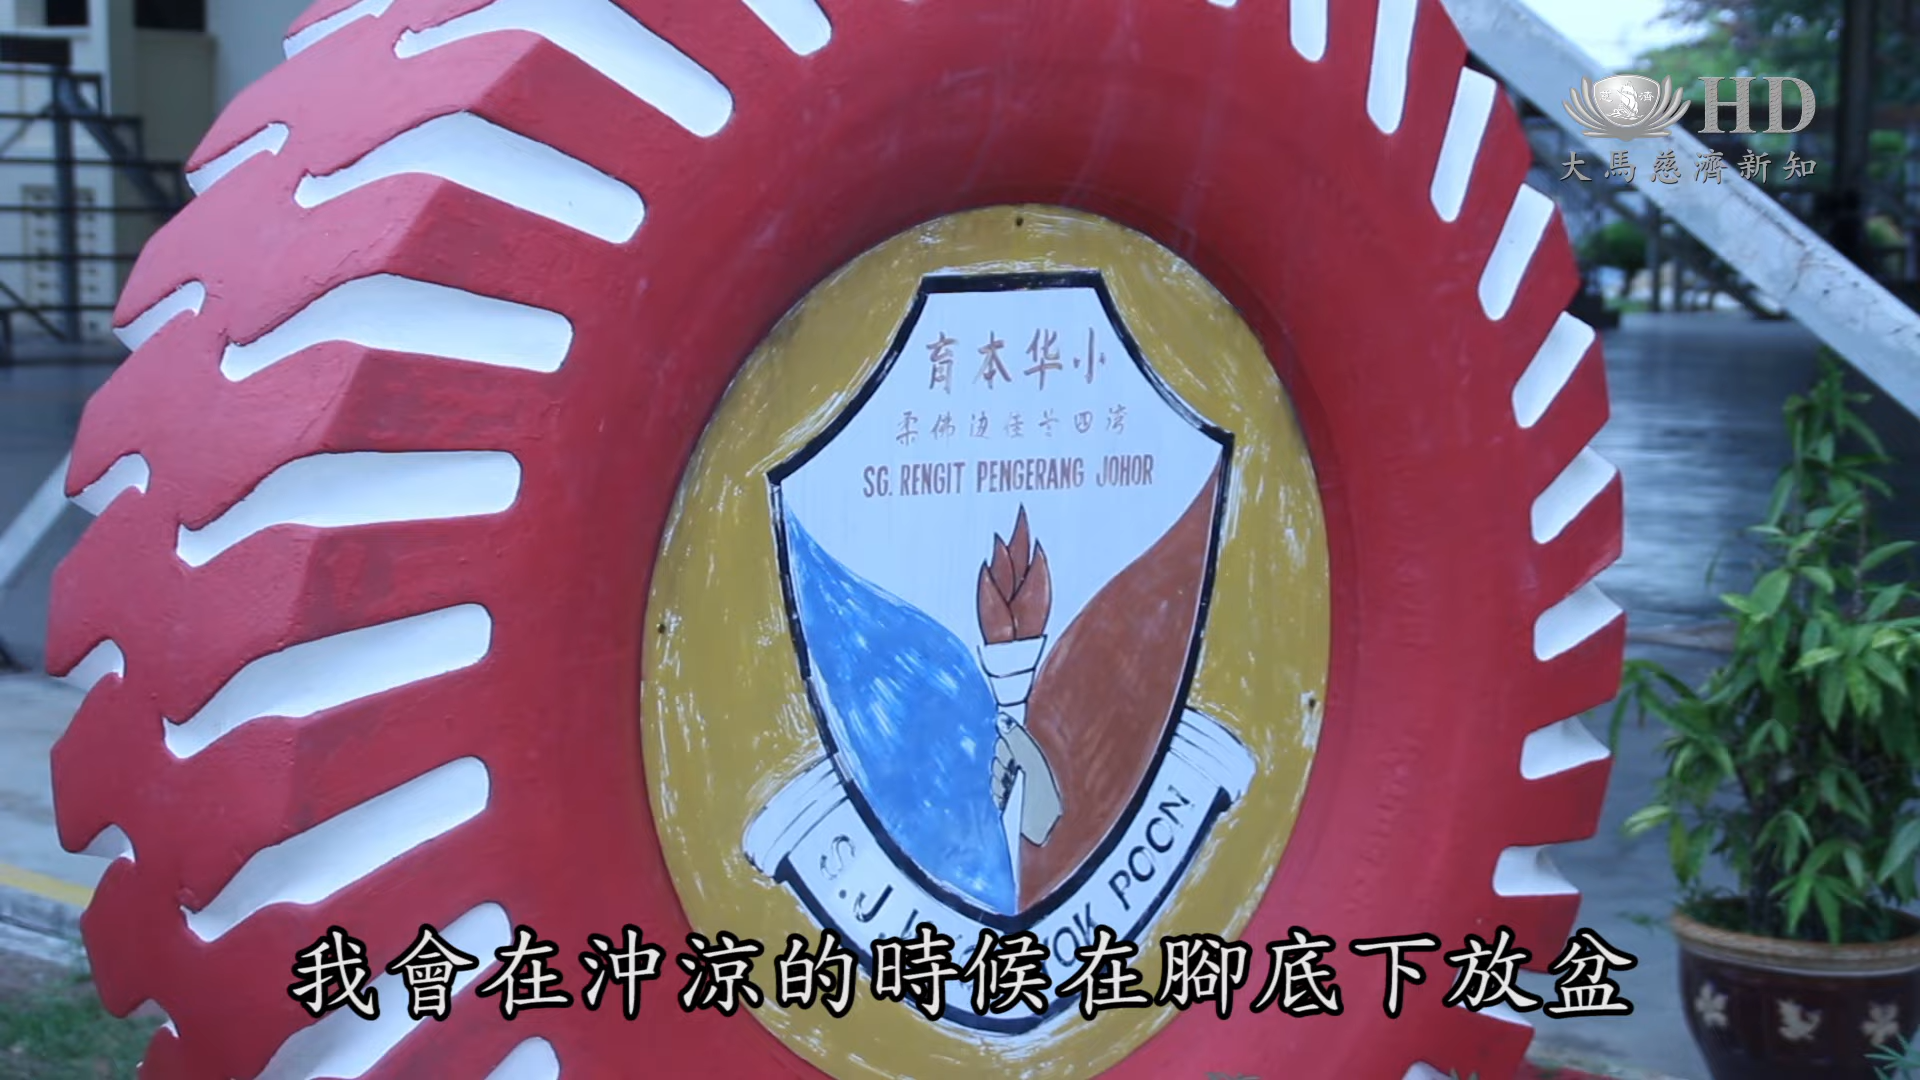 HD
大馬慈濟新知
育本华小
柔佛边佳兰四湾
SG. RENGIT PENGERANG JOHOR
S.J.
OK POON
我會在沖涼的時候在腳底下放盆